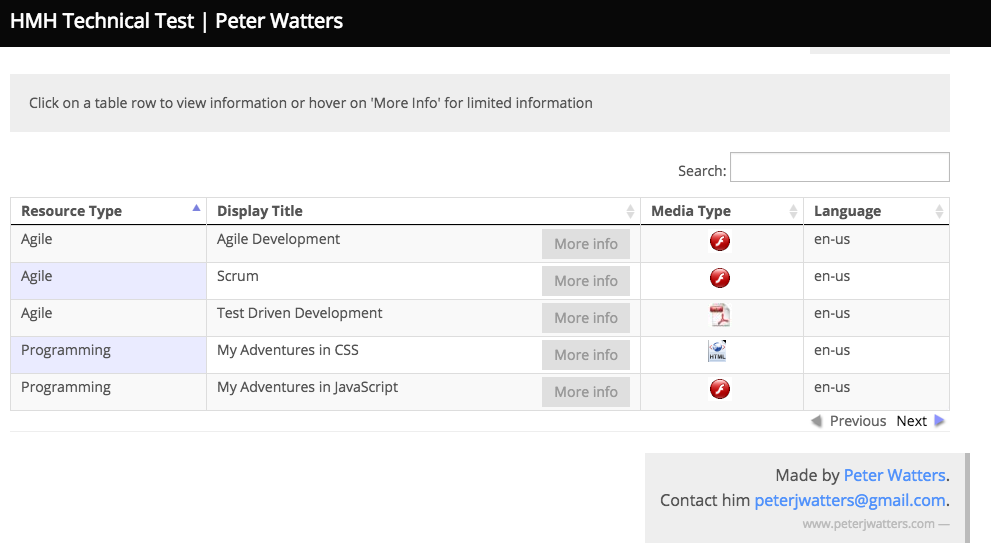 HMH Technical Test | Peter Watters
Click on a table row to view information or hover on 'More Info' for limited information
Search:
Resource Type Display Title Media Type Language
Agile Agile Development More info en-us
Agile Scrum More info en-us
Agile Test Driven Development More info en-us
Programming My Adventures in CSS More info HTML en-us
Programming My Adventures in JavaScript More info en-us
Previous Next
Made by Peter Watters.
Contact him peterjwatters@gmail.com.
www.peterjwatters.com —